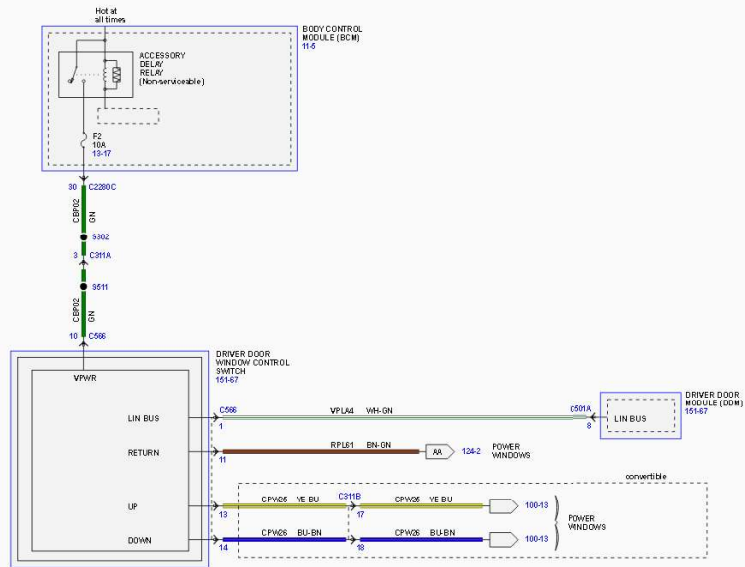 Hot at
all times
BODY CONTROL
MODULE (BCM)
11-5
ACCESSORY
DELAY
RELAY
(Non-serviceable)
F2
10A
13-17
30 C2280C
CBP02 GN
S302
3 C311A
S511
CBP02 GN
10 C566
DRIVER DOOR
WINDOW CONTROL
SWITCH
151-67
VPWR
LIN BUS
C566
1
VPLA4 WH-GN
C501A
8
LIN BUS
DRIVER DOOR
MODULE (DDM)
151-67
RETURN
11
RPL61 BN-GN
AA
124-2
POWER
WINDOWS
convertible
UP
13
CPW26 YE BU
C311B
17
CPW26 YE BU
100-13
POWER
WINDOWS
DOWN
14
CPW26 BU-BN
18
CPW26 BU-BN
100-13